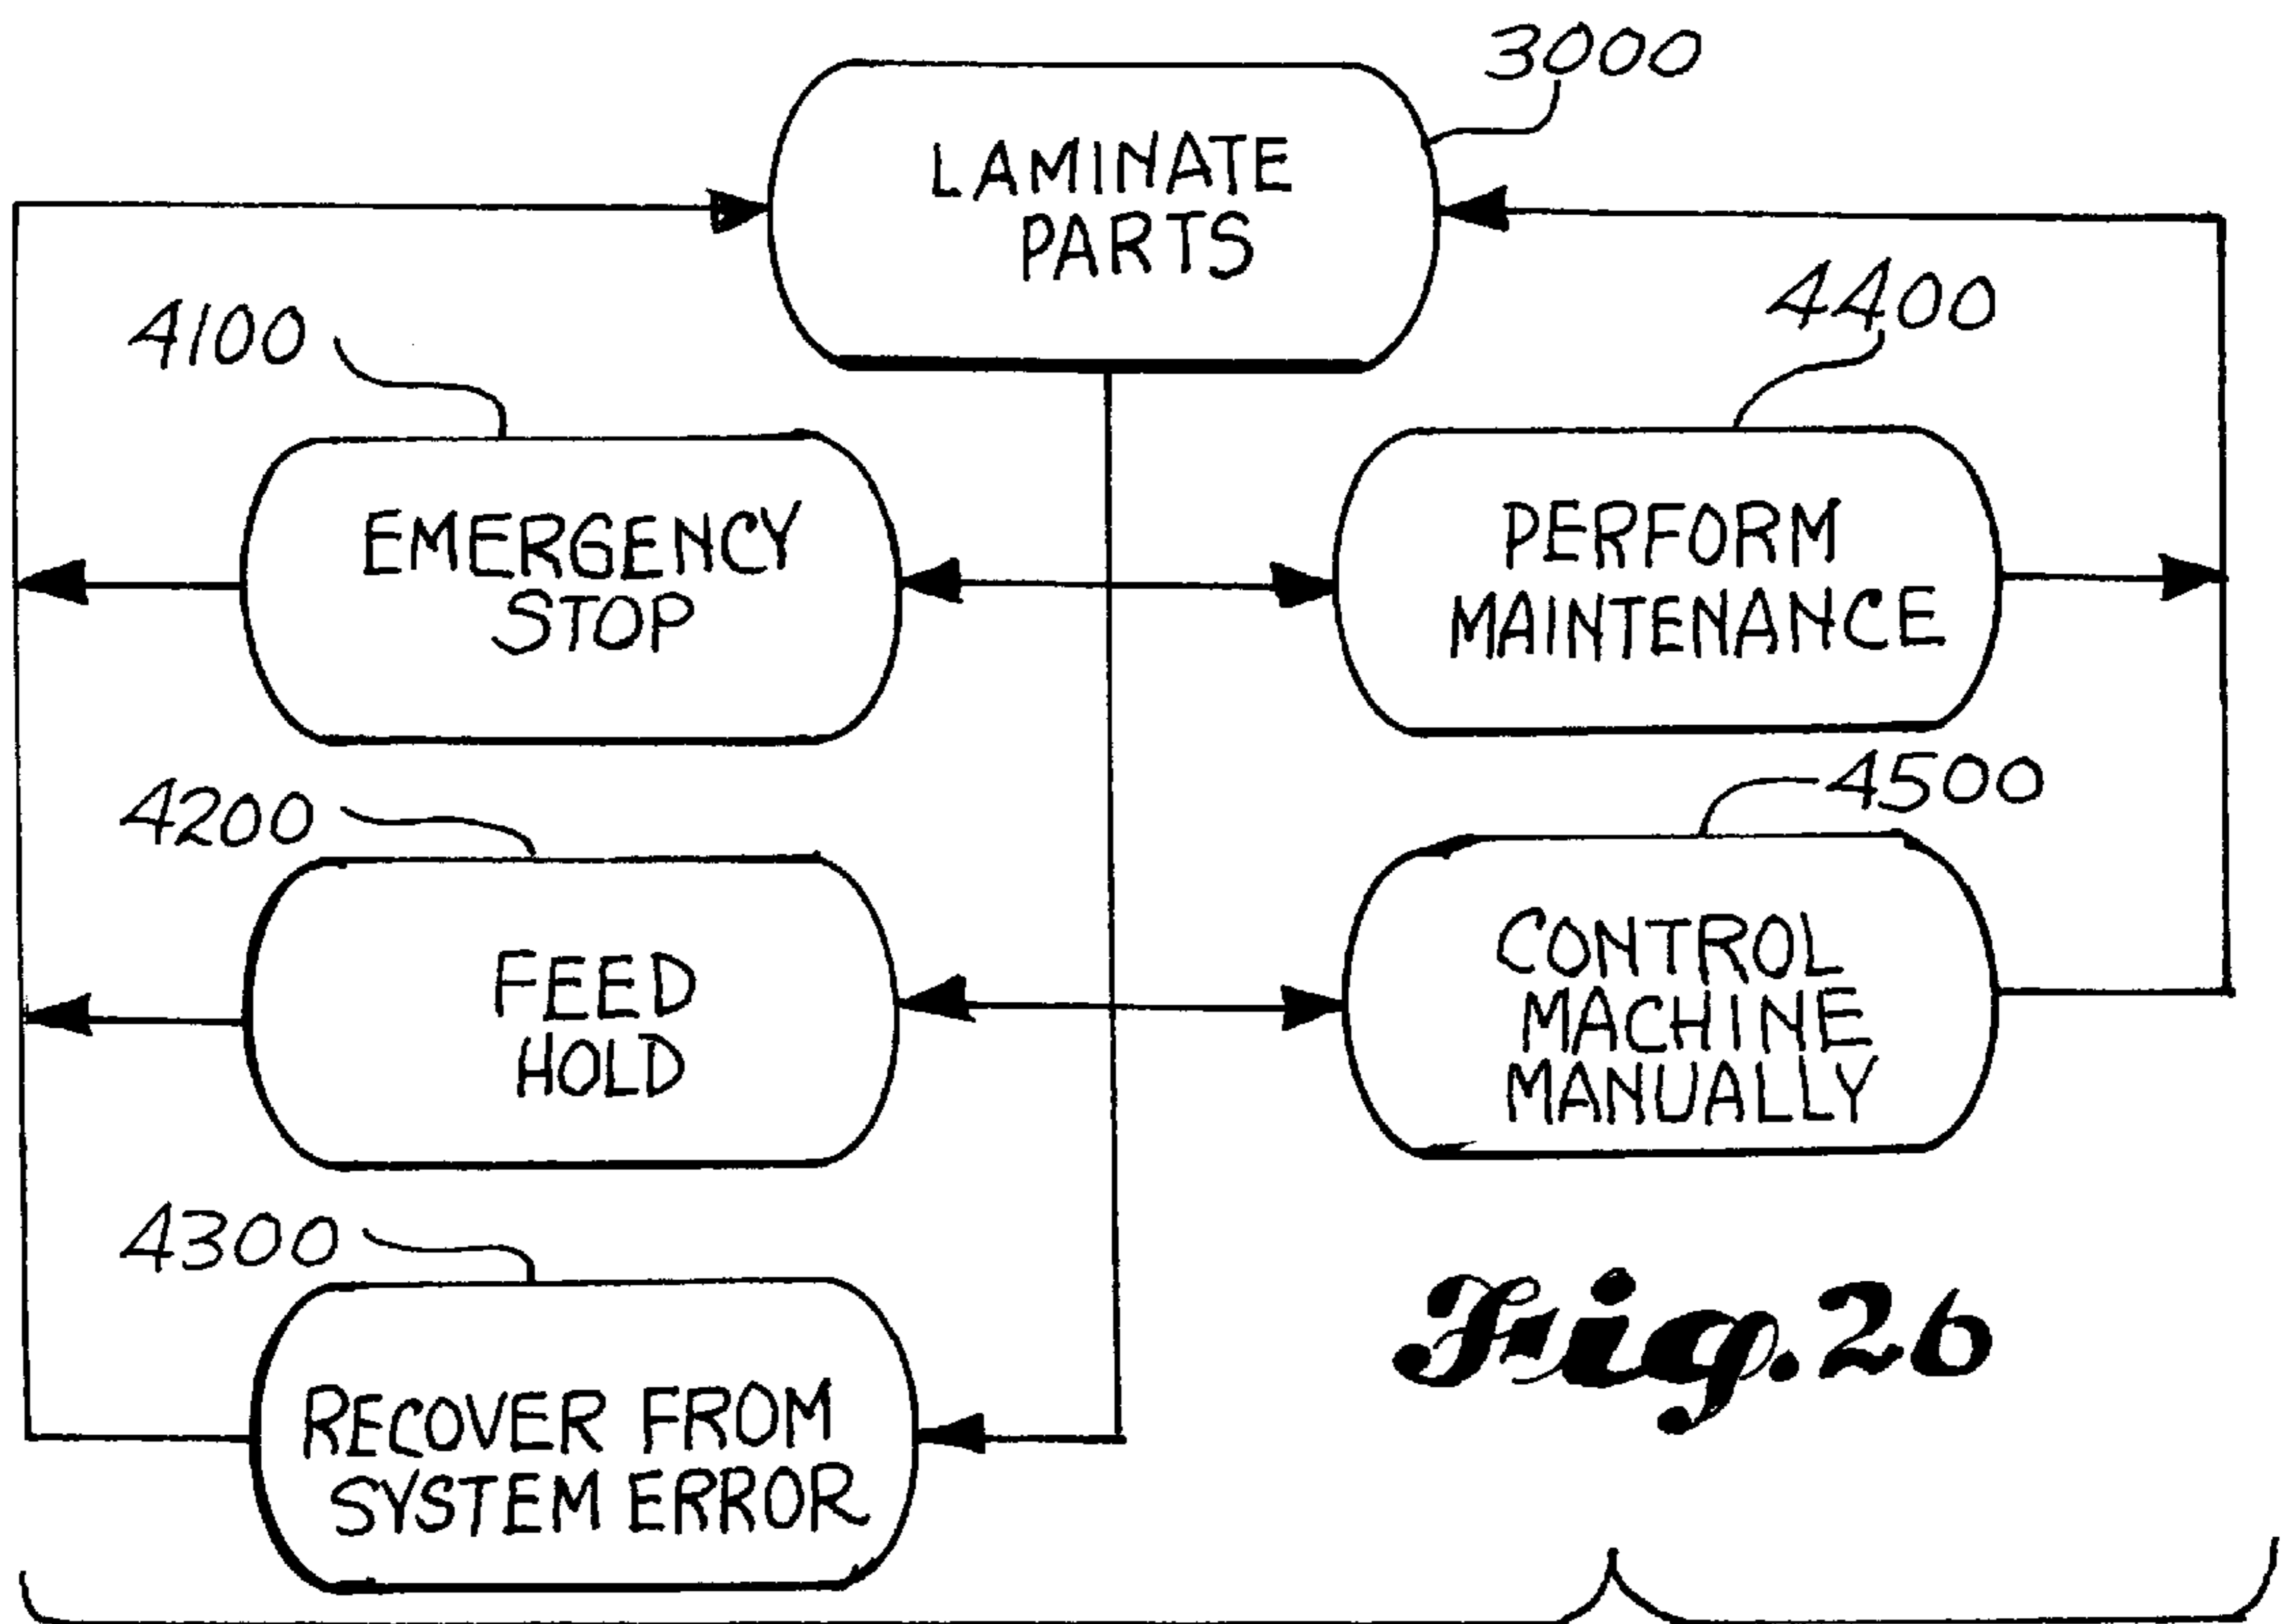 3000
LAMINATE
PARTS
4100
4400
EMERGENCY
STOP
PERFORM
MAINTENANCE
4200
4500
FEED
HOLD
CONTROL
MACHINE
MANUALLY
4300
RECOVER FROM
SYSTEM ERROR
Fig. 26